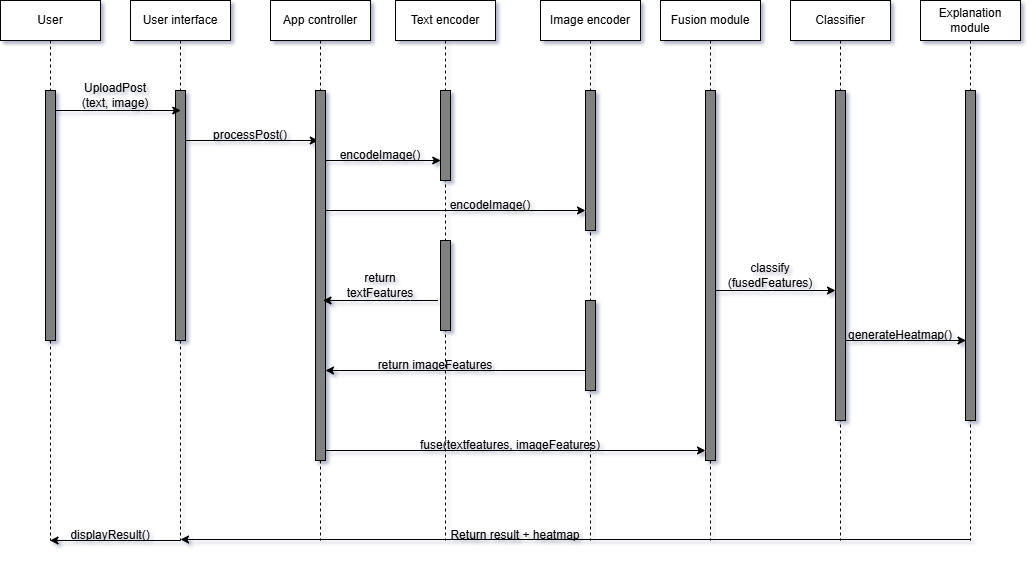 User
User interface
App controller
Text encoder
Image encoder
Fusion module
Classifier
Explanation
module
UploadPost
(text, image)
processPost()
encodeImage()
encodeImage()
classify
(fusedFeatures)
return
textFeatures
generateHeatmap()
return imageFeatures
fuse(textfeatures, imageFeatures)
displayResult()
Return result + heatmap